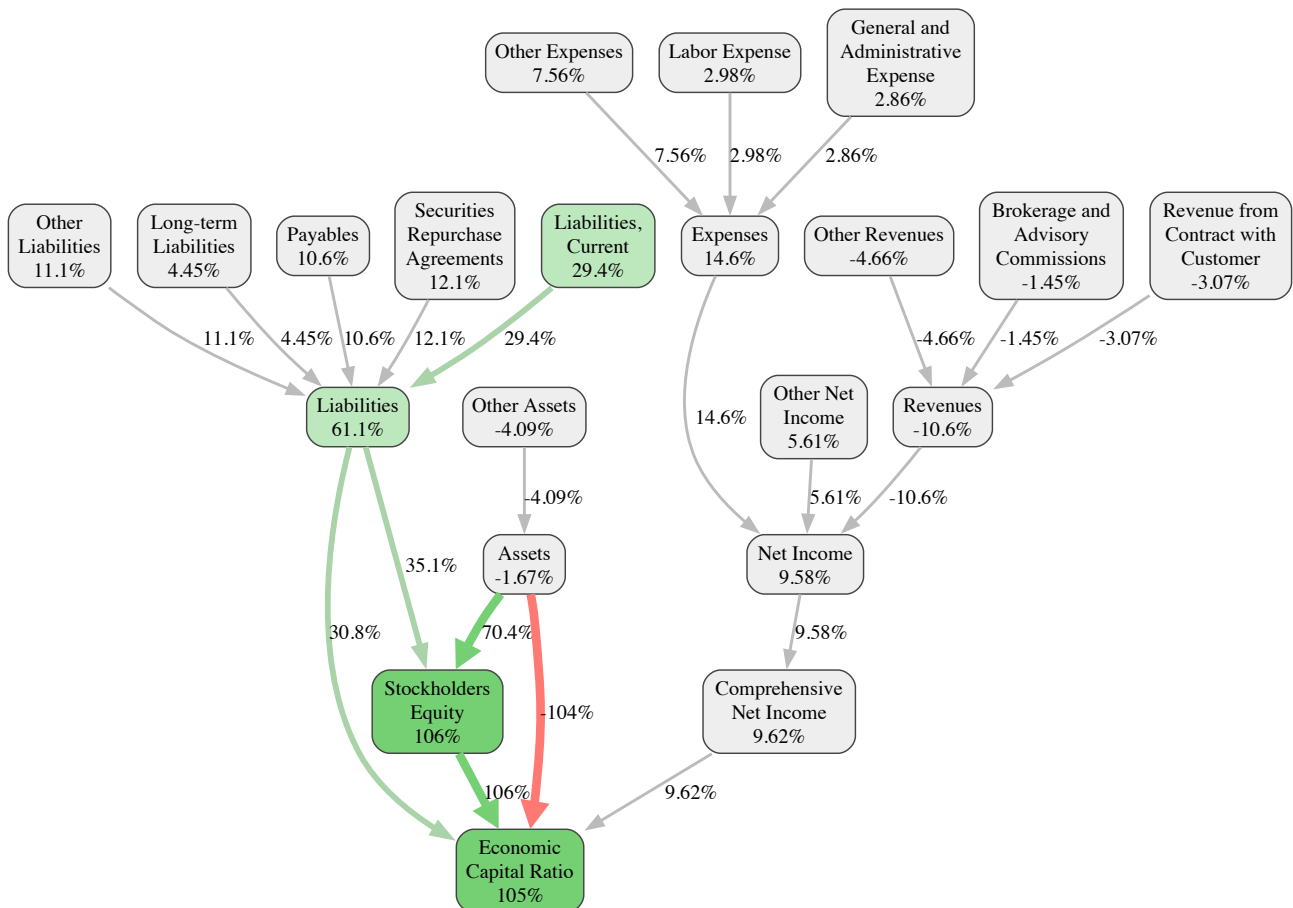 Other Expenses
7.56%
Labor Expense
2.98%
General and
Administrative
Expense
2.86%
7.56%
2.98%
2.86%
Other
Liabilities
11.1%
Long-term
Liabilities
4.45%
Payables
10.6%
Securities
Repurchase
Agreements
12.1%
Liabilities,
Current
29.4%
Expenses
14.6%
Other Revenues
-4.66%
Brokerage and
Advisory
Commissions
-1.45%
Revenue from
Contract with
Customer
-3.07%
11.1%
4.45%
10.6%
12.1%
29.4%
-4.66%
-1.45%
-3.07%
Liabilities
61.1%
Other Assets
-4.09%
14.6%
Other Net
Income
5.61%
Revenues
-10.6%
-4.09%
5.61%
-10.6%
35.1%
Assets
-1.67%
Net Income
9.58%
30.8%
70.4%
9.58%
Stockholders
Equity
106%
-104%
Comprehensive
Net Income
9.62%
106%
9.62%
Economic
Capital Ratio
105%